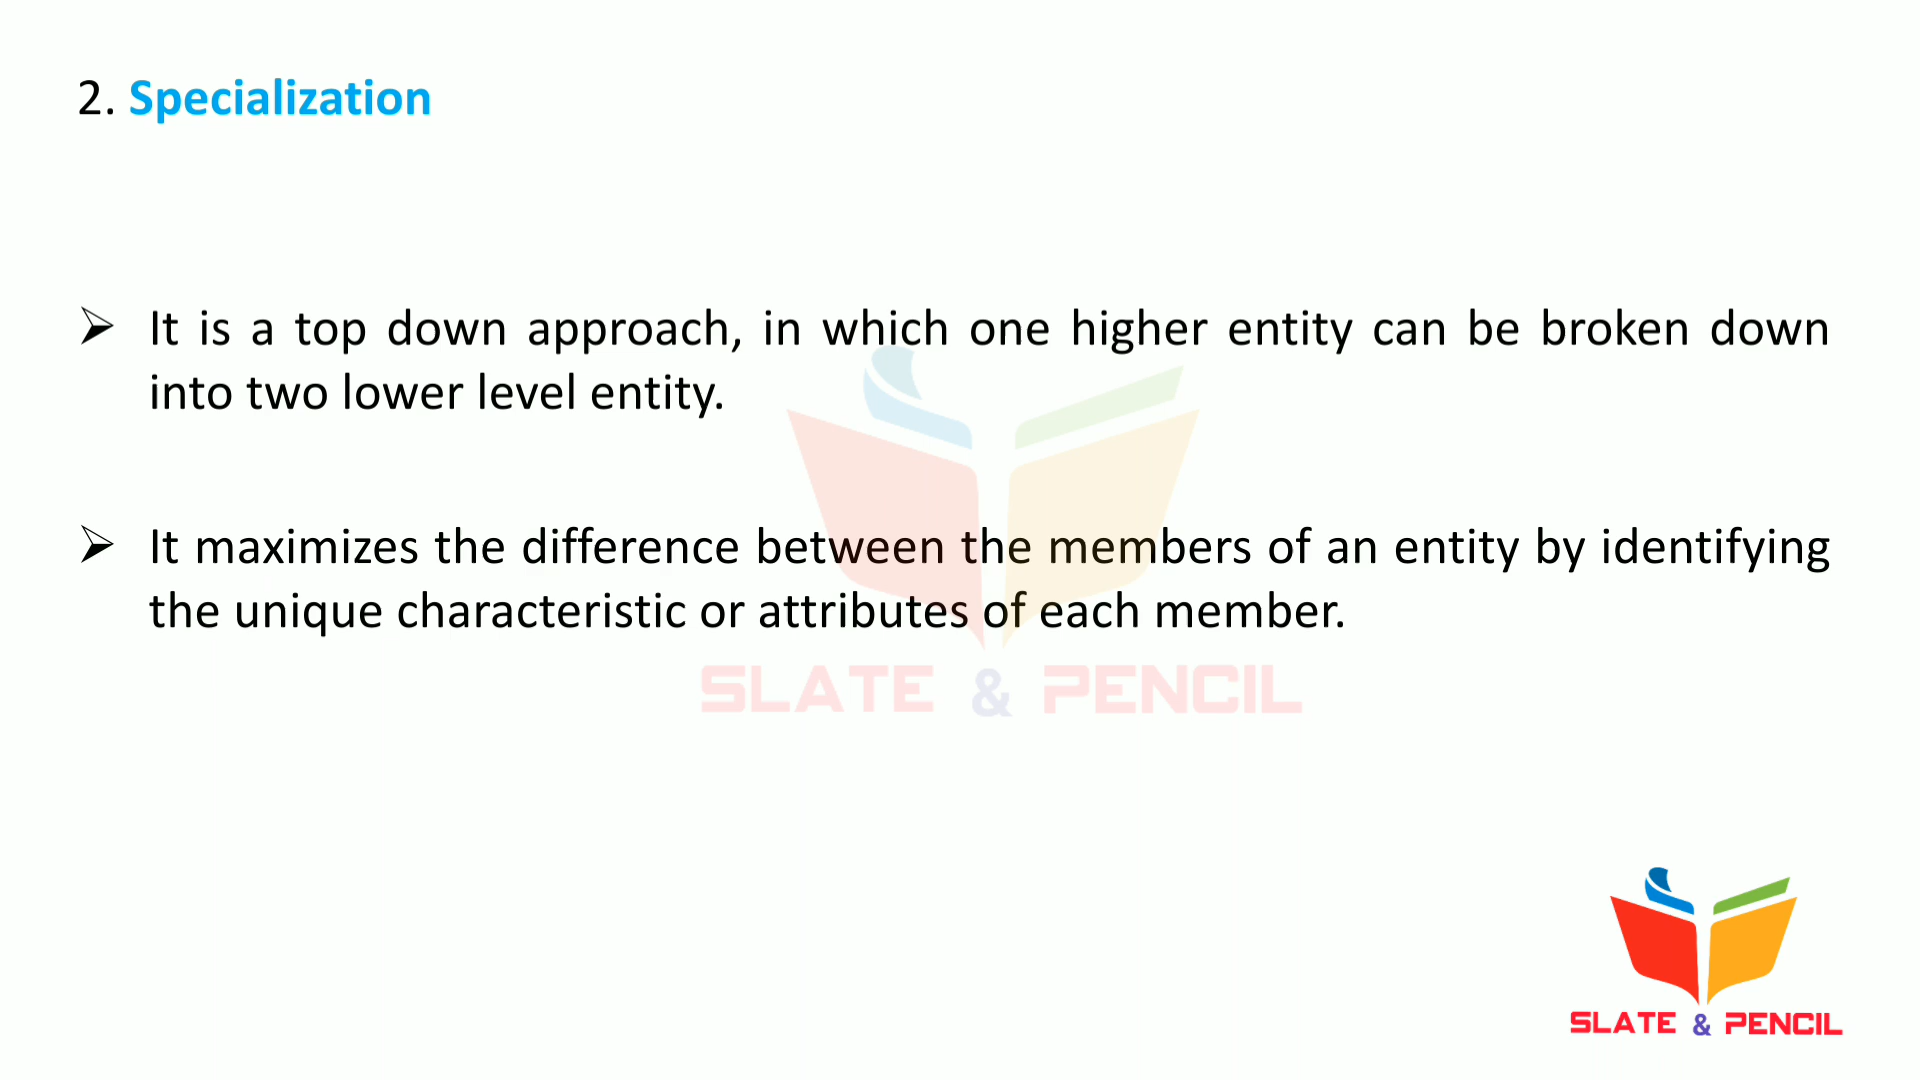 2. Specialization
➢ It is a top down approach, in which one higher entity can be broken down
into two lower level entity.
➢ It maximizes the difference between the members of an entity by identifying
the unique characteristic or attributes of each member.
SLATE & PENCIL
SLATE & PENCIL